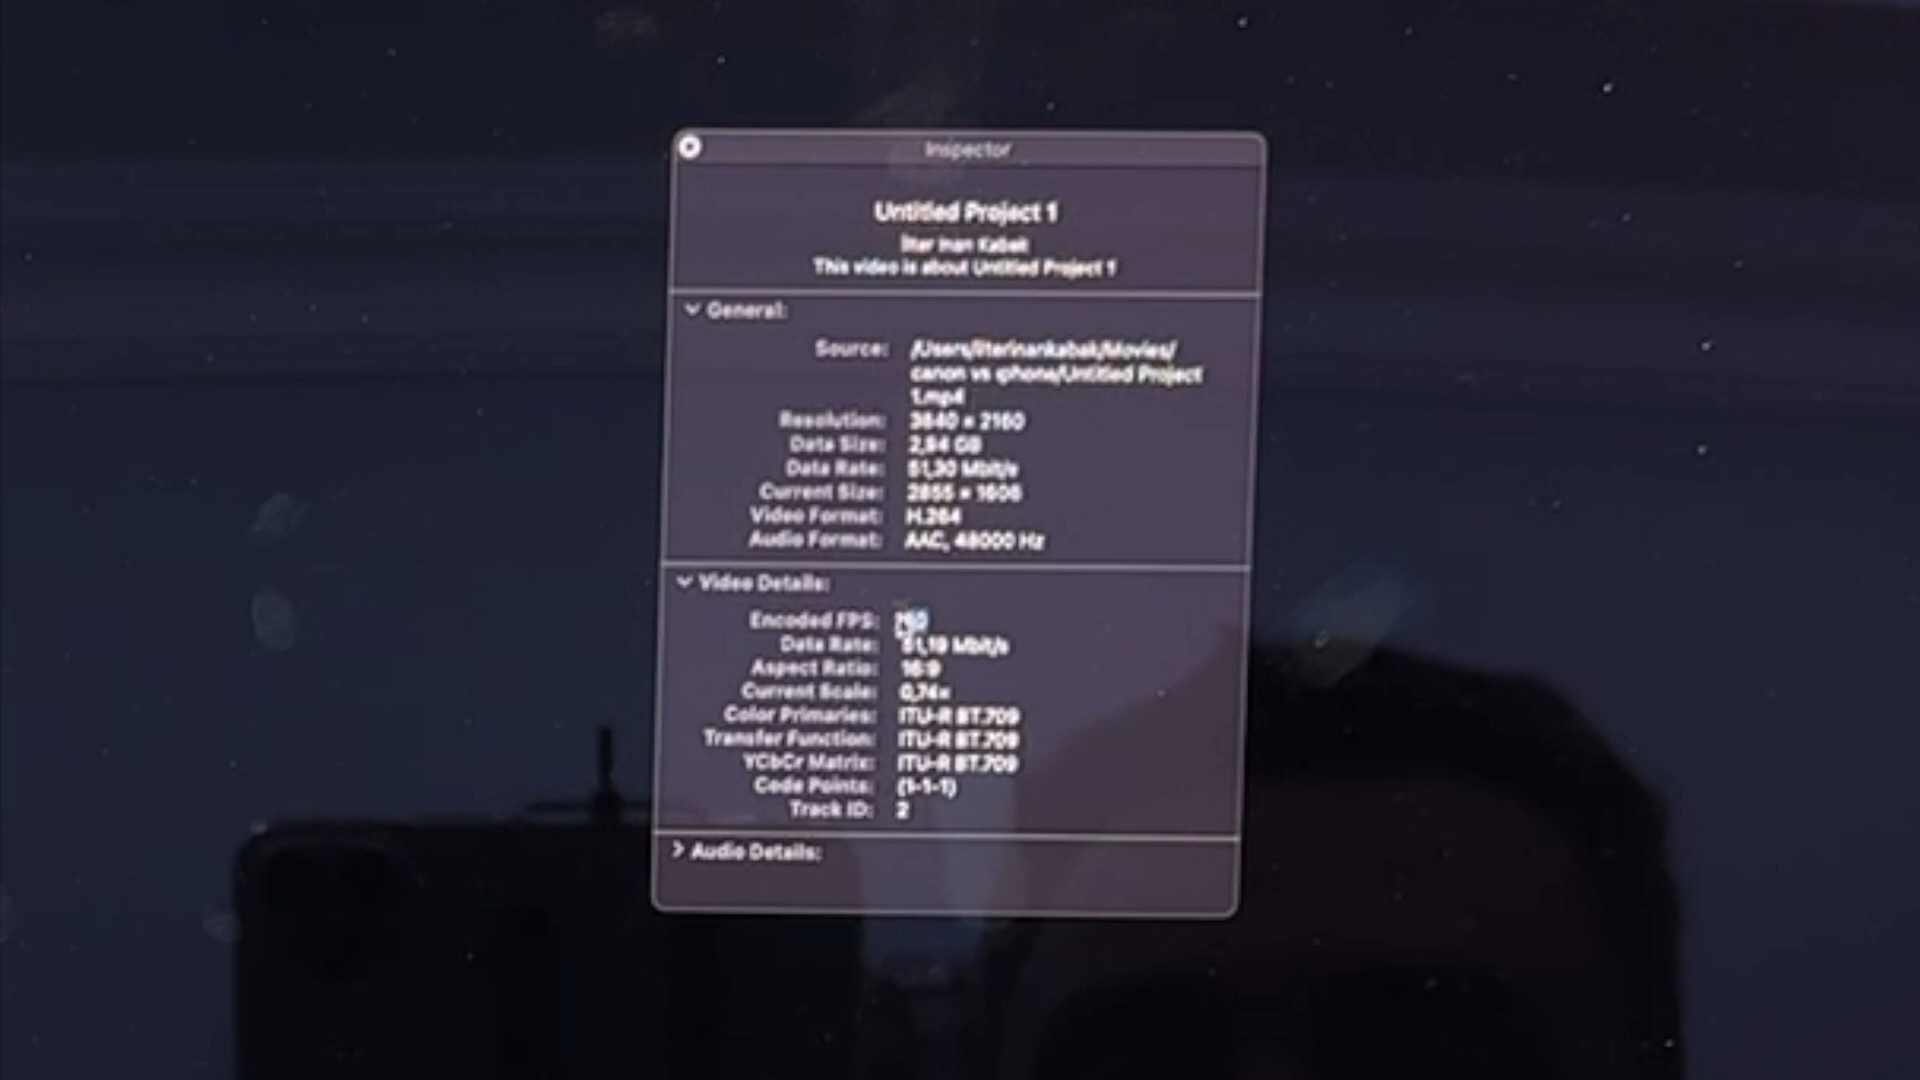 Inspector
Untitled Project 1
İlter Inan Kabak
This video is about Untitled Project 1
General:
Source: /Users/ilterinankabak/Movies/
canon vs iphone/Untitled Project
1.mp4
Resolution: 3840 × 2160
Data Size: 2,94 GB
Data Rate: 51,30 Mbit/s
Current Size: 2855 × 1606
Video Format: H.264
Audio Format: AAC, 48000 Hz
Video Details:
Encoded FPS:
Data Rate: 51,19 Mbit/s
Aspect Ratio: 16:9
Current Scale: 0,74×
Color Primaries: ITU-R BT.709
Transfer Function: ITU-R BT.709
YCbCr Matrix: ITU-R BT.709
Code Points: (1-1-1)
Track ID: 2
Audio Details: